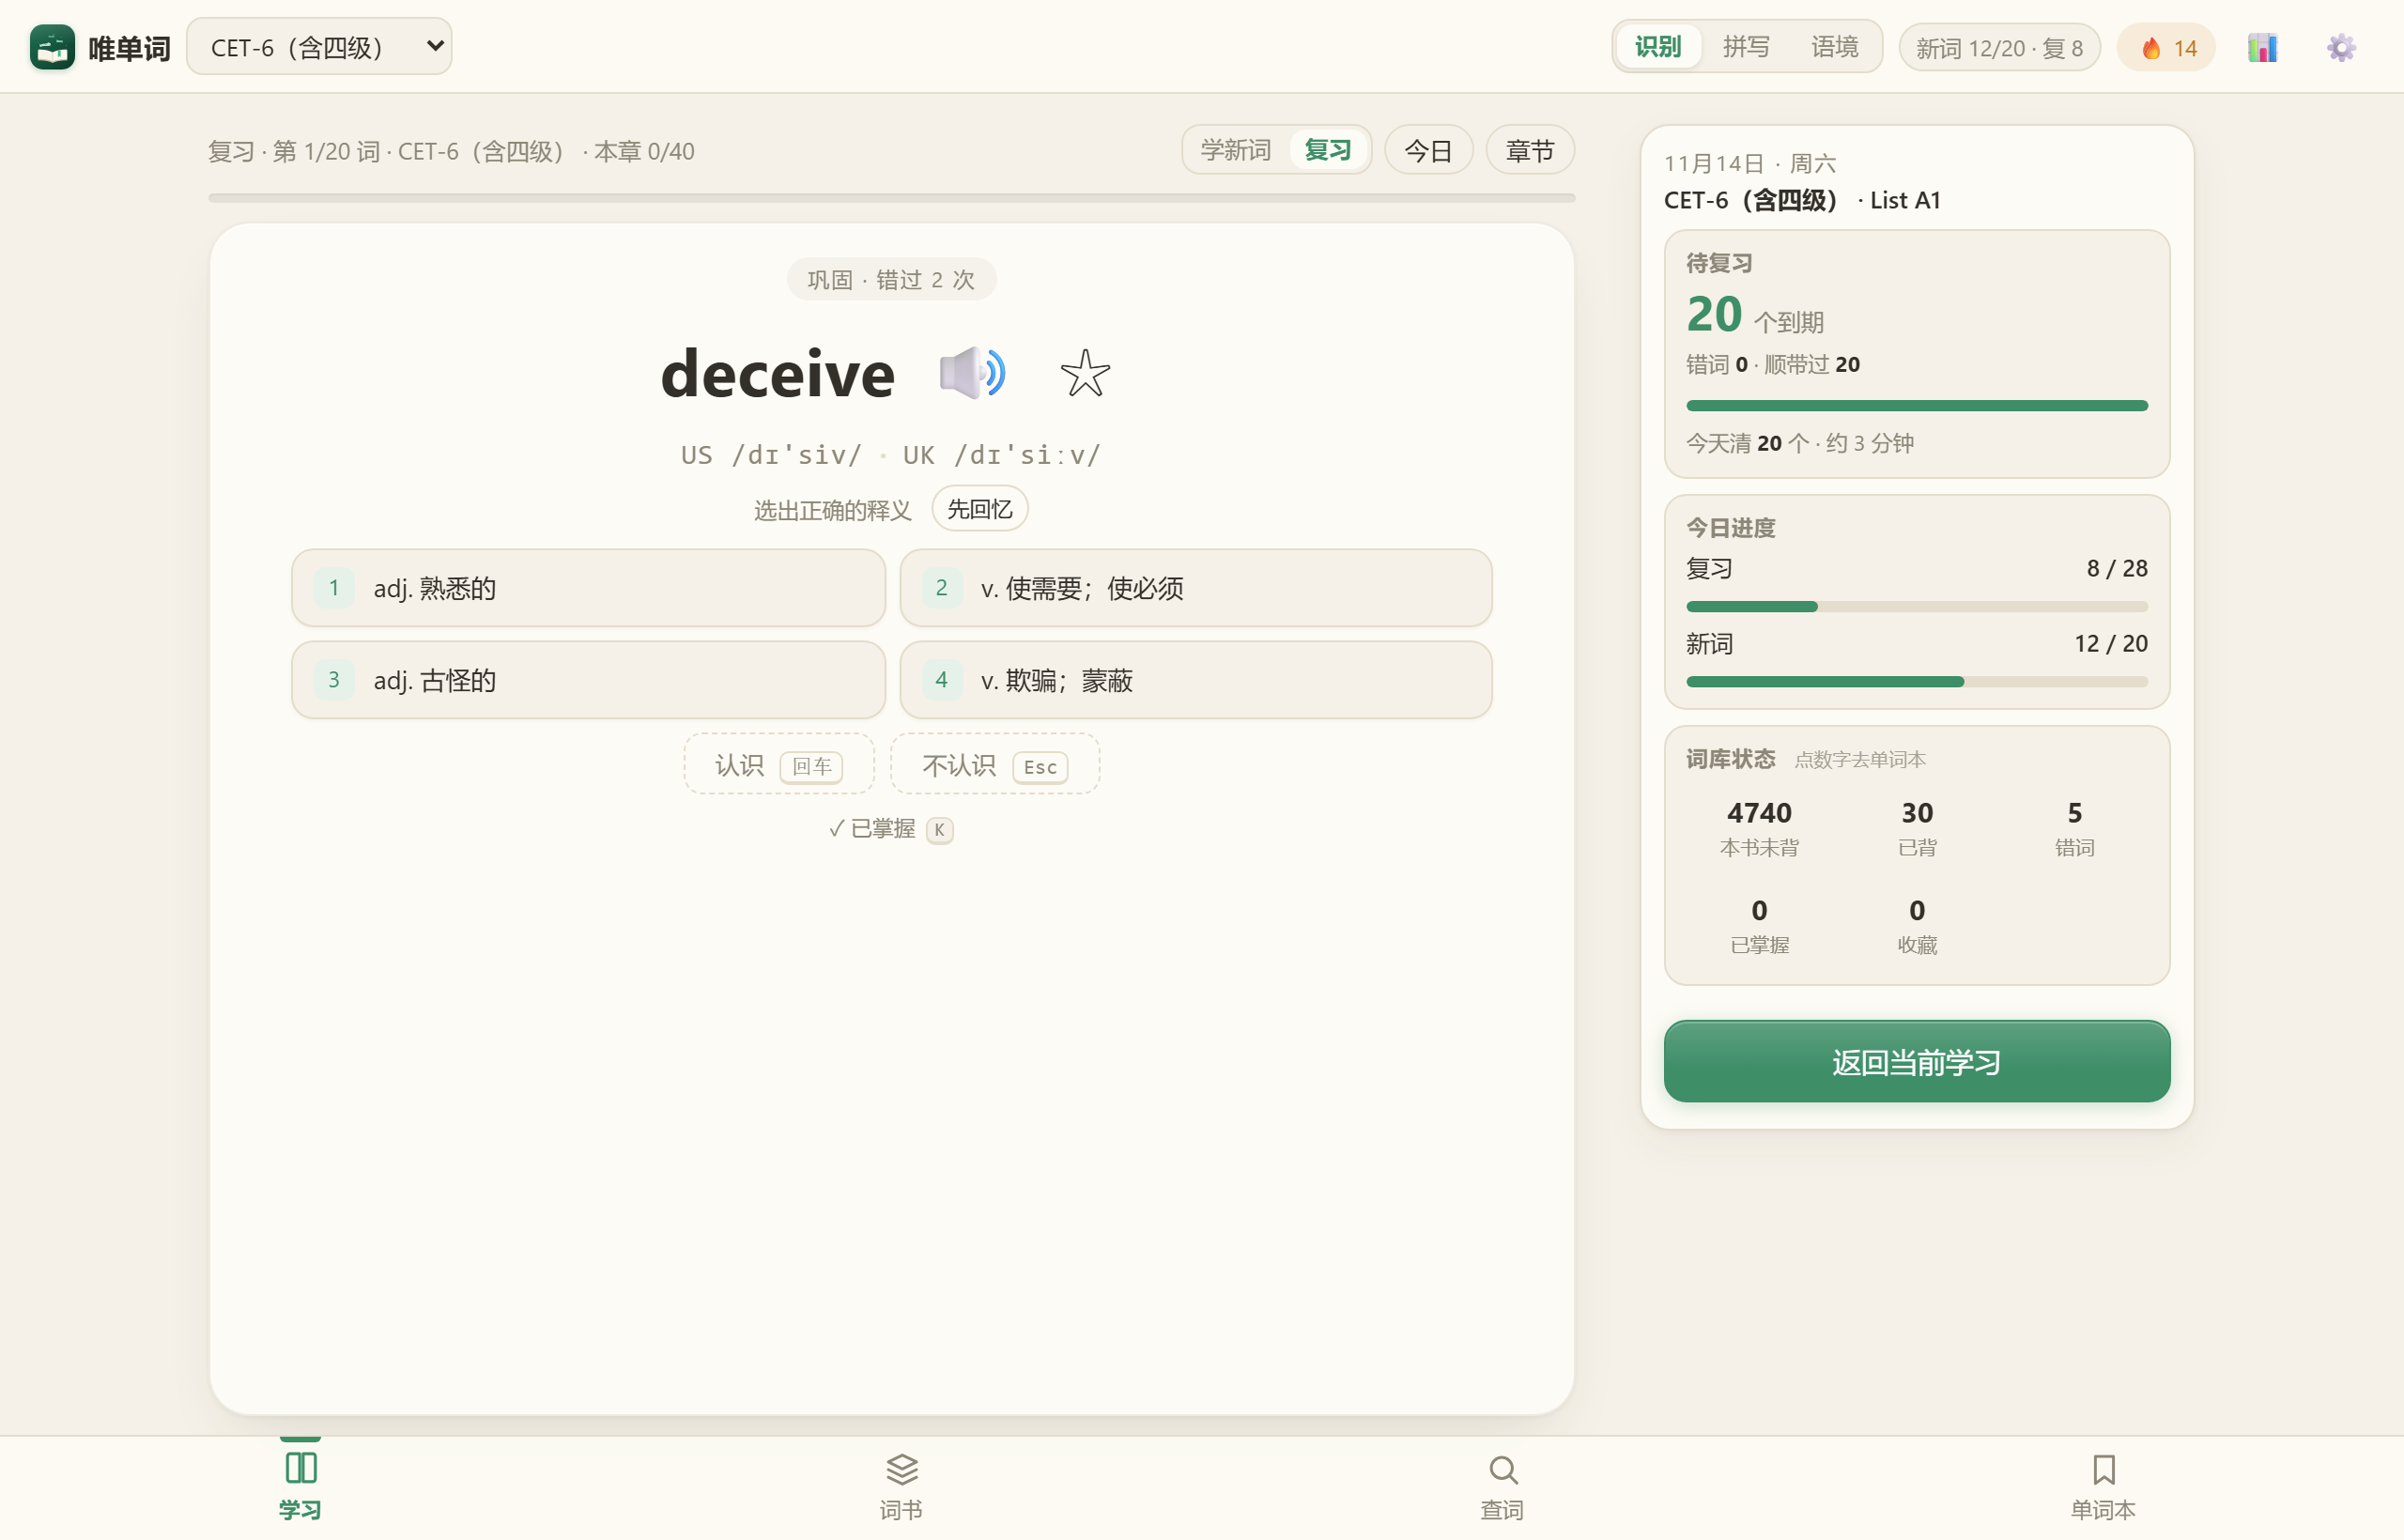 唯单词
CET-6（含四级）
识别 拼写 语境
新词 12/20 · 复 8
14
复习 · 第 1/20 词 · CET-6（含四级） · 本章 0/40
学新词 复习 今日 章节
巩固 · 错过 2 次
deceive
US /dɪˈsiv/ · UK /dɪˈsiːv/
选出正确的释义 先回忆
1 adj. 熟悉的
2 v. 使需要；使必须
3 adj. 古怪的
4 v. 欺骗；蒙蔽
认识 回车
不认识 Esc
✓ 已掌握 K
11月14日 · 周六
CET-6（含四级） · List A1
待复习
20 个到期
错词 0 · 顺带过 20
今天清 20 个 · 约 3 分钟
今日进度
复习 8 / 28
新词 12 / 20
词库状态 点数字去单词本
4740 30 5
本书未背 已背 错词
0 0
已掌握 收藏
返回当前学习
学习 词书 查词 单词本